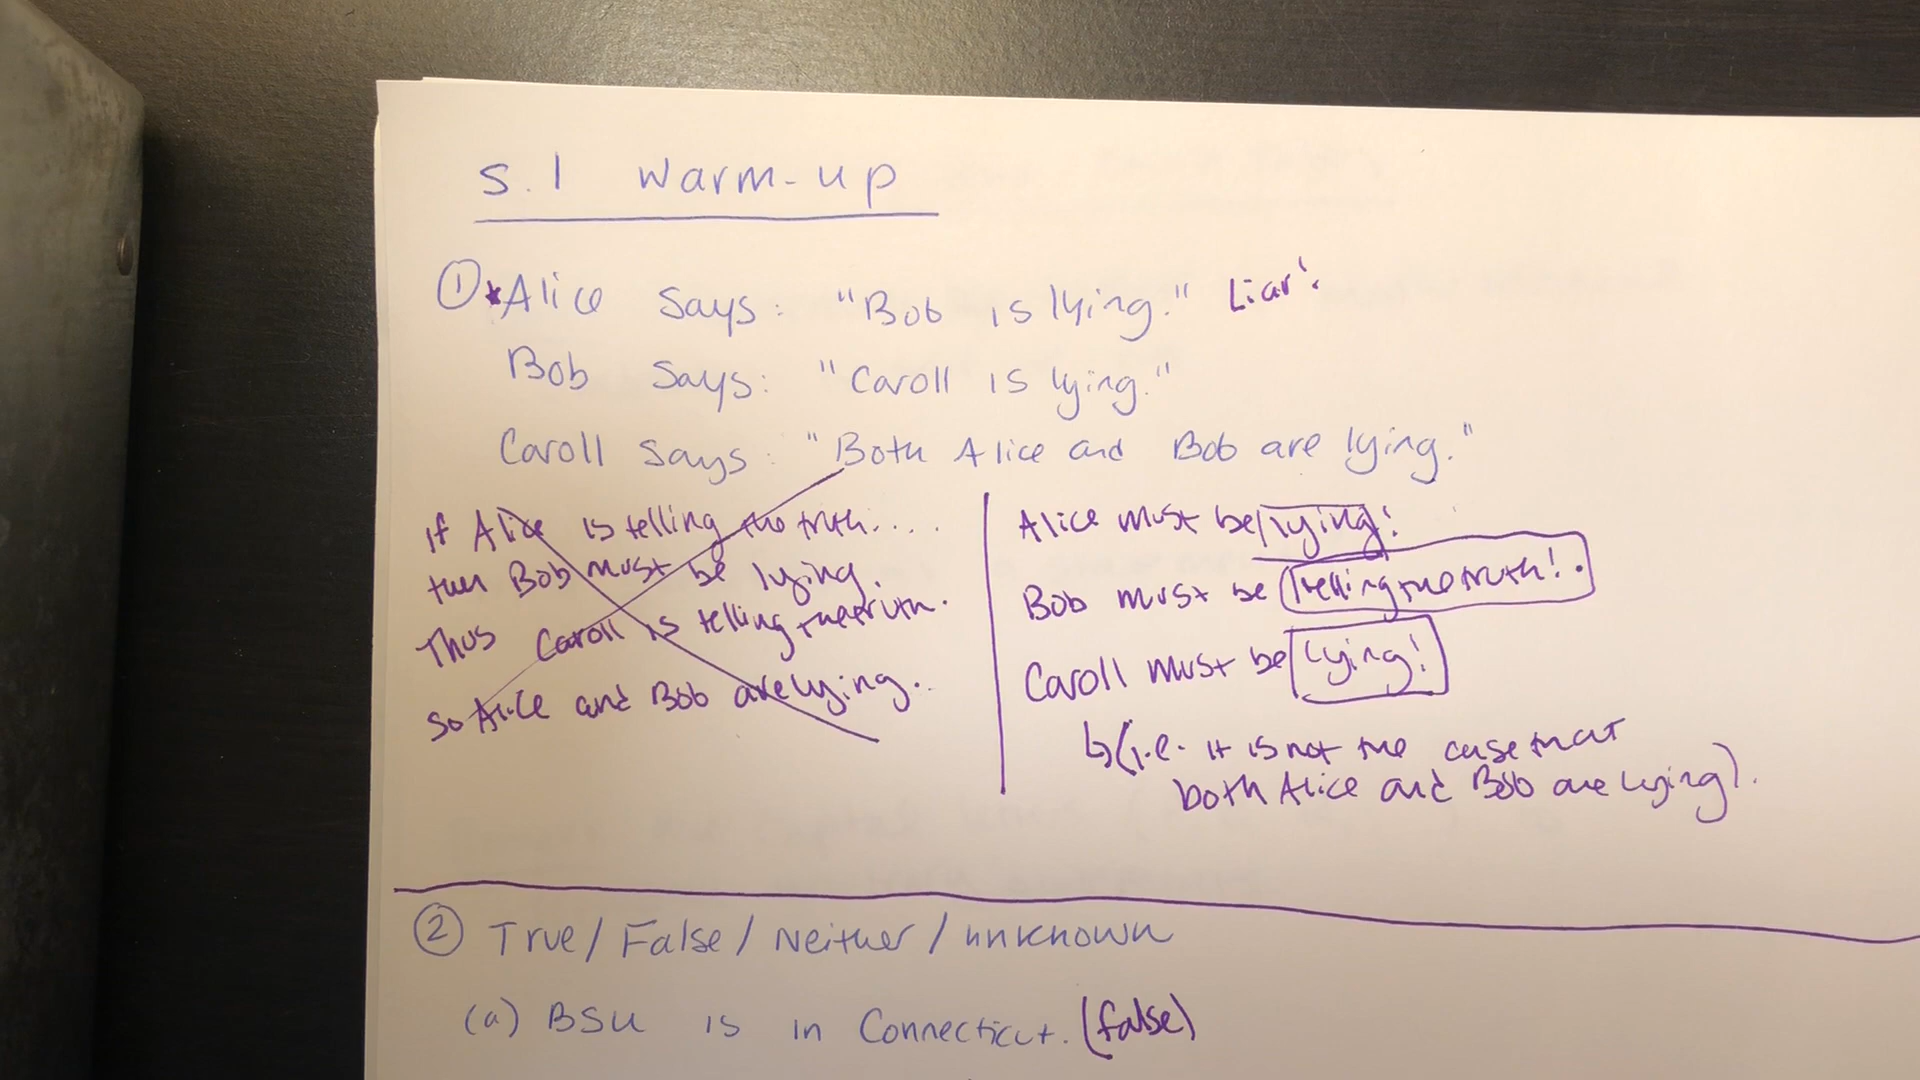 S.1 Warm-up
① *Alice says: "Bob is lying." Liar!
Bob says: "Caroll is lying."
Caroll says: "Both Alice and Bob are lying."
If Alice is telling the truth....
then Bob must be lying.
Thus Caroll is telling the truth.
So Alice and Bob are lying..
Alice must be lying!
Bob must be telling the truth!.
Caroll must be lying!
↳(i.e. it is not the case that
both Alice and Bob are lying).
② True/False/Neither/unknown
(a) BSU is in Connecticut. (false)